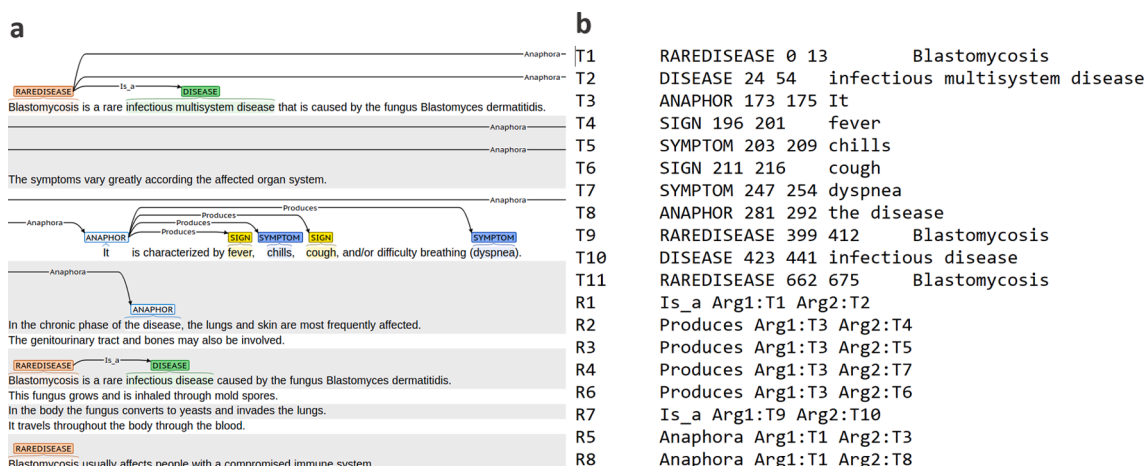 a
Anaphora
Anaphora
RAREDISEASE Is_a DISEASE
Blastomycosis is a rare infectious multisystem disease that is caused by the fungus Blastomyces dermatitidis.
Anaphora
Anaphora
The symptoms vary greatly according the affected organ system.
Anaphora
Produces
Anaphora Produces
Produces
Produces
ANAPHOR SIGN SYMPTOM SIGN SYMPTOM
It is characterized by fever, chills, cough, and/or difficulty breathing (dyspnea).
Anaphora
ANAPHOR
In the chronic phase of the disease, the lungs and skin are most frequently affected.
The genitourinary tract and bones may also be involved.
RAREDISEASE Is_a DISEASE
Blastomycosis is a rare infectious disease caused by the fungus Blastomyces dermatitidis.
This fungus grows and is inhaled through mold spores.
In the body the fungus converts to yeasts and invades the lungs.
It travels throughout the body through the blood.
RAREDISEASE
Blastomycosis usually affects people with a compromised immune system
b
T1 RAREDISEASE 0 13 Blastomycosis
T2 DISEASE 24 54 infectious multisystem disease
T3 ANAPHOR 173 175 It
T4 SIGN 196 201 fever
T5 SYMPTOM 203 209 chills
T6 SIGN 211 216 cough
T7 SYMPTOM 247 254 dyspnea
T8 ANAPHOR 281 292 the disease
T9 RAREDISEASE 399 412 Blastomycosis
T10 DISEASE 423 441 infectious disease
T11 RAREDISEASE 662 675 Blastomycosis
R1 Is_a Arg1:T1 Arg2:T2
R2 Produces Arg1:T3 Arg2:T4
R3 Produces Arg1:T3 Arg2:T5
R4 Produces Arg1:T3 Arg2:T7
R6 Produces Arg1:T3 Arg2:T6
R7 Is_a Arg1:T9 Arg2:T10
R5 Anaphora Arg1:T1 Arg2:T3
R8 Anaphora Arg1:T1 Arg2:T8